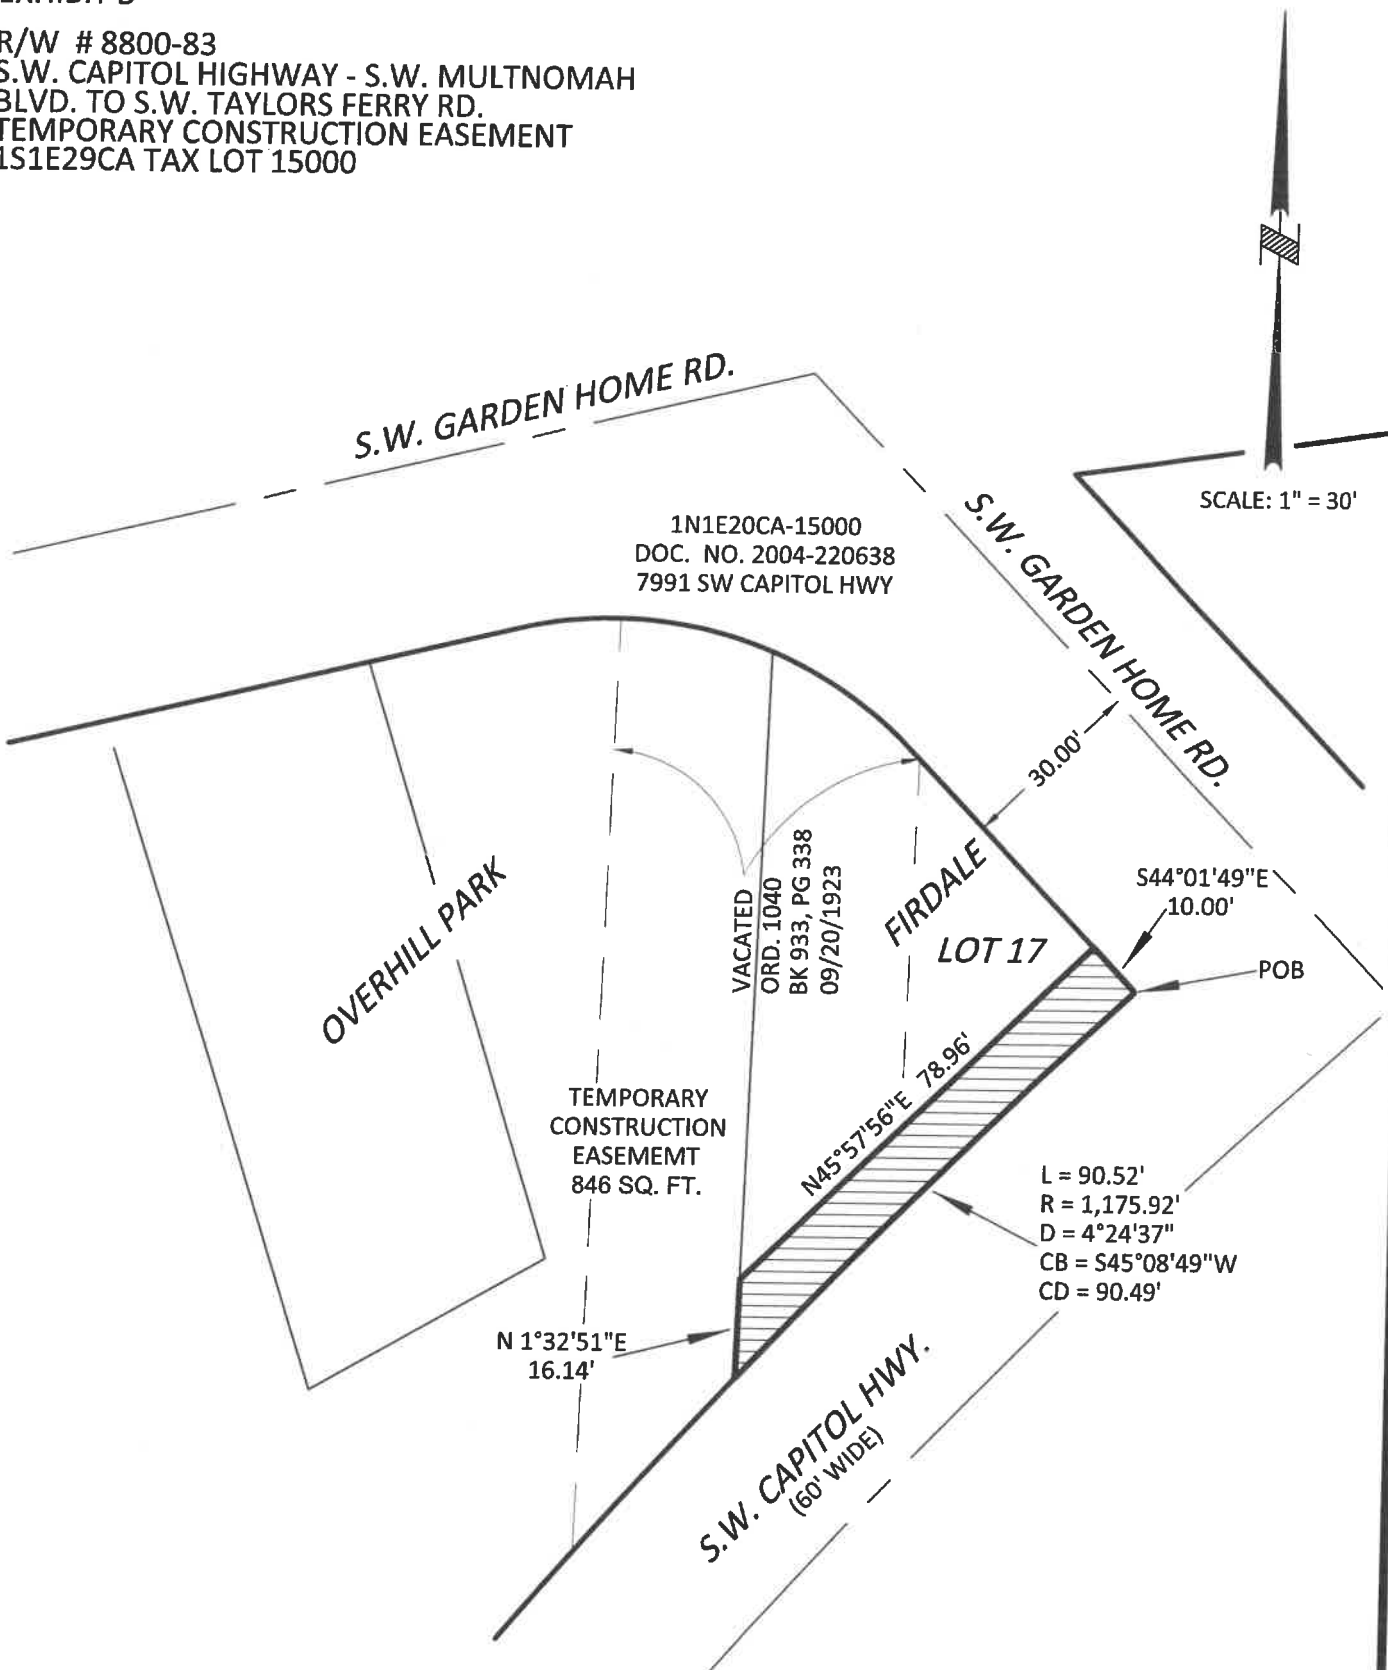 R/W # 8800-83
S.W. CAPITOL HIGHWAY - S.W. MULTNOMAH
BLVD. TO S.W. TAYLORS FERRY RD.
TEMPORARY CONSTRUCTION EASEMENT
1S1E29CA TAX LOT 15000
S.W. GARDEN HOME RD.
SCALE: 1" = 30'
1N1E20CA-15000
DOC. NO. 2004-220638
7991 SW CAPITOL HWY
S.W. GARDEN HOME RD.
30.00'
OVERHILL PARK
VACATED
ORD. 1040
BK 933, PG 338
09/20/1923
FIRDALE
LOT 17
S44°01'49"E
10.00'
POB
N45°57'56"E 78.96'
TEMPORARY
CONSTRUCTION
EASEMEMT
846 SQ. FT.
L = 90.52'
R = 1,175.92'
D = 4°24'37"
CB = S45°08'49"W
CD = 90.49'
N 1°32'51"E
16.14'
S.W. CAPITOL HWY.
(60' WIDE)